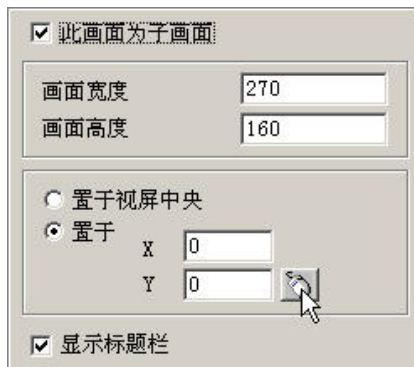 此画面为子画面
画面宽度 270
画面高度 160
置于视屏中央
置于
X 0
Y 0
显示标题栏